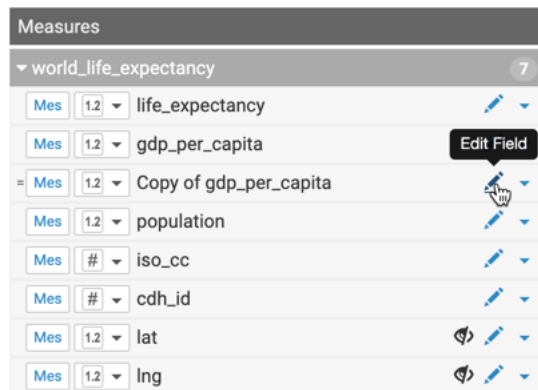 Measures
world_life_expectancy 7
Mes 1.2 life_expectancy
Mes 1.2 gdp_per_capita Edit Field
= Mes 1.2 Copy of gdp_per_capita
Mes 1.2 population
Mes # iso_cc
Mes # cdh_id
Mes 1.2 lat
Mes 1.2 lng